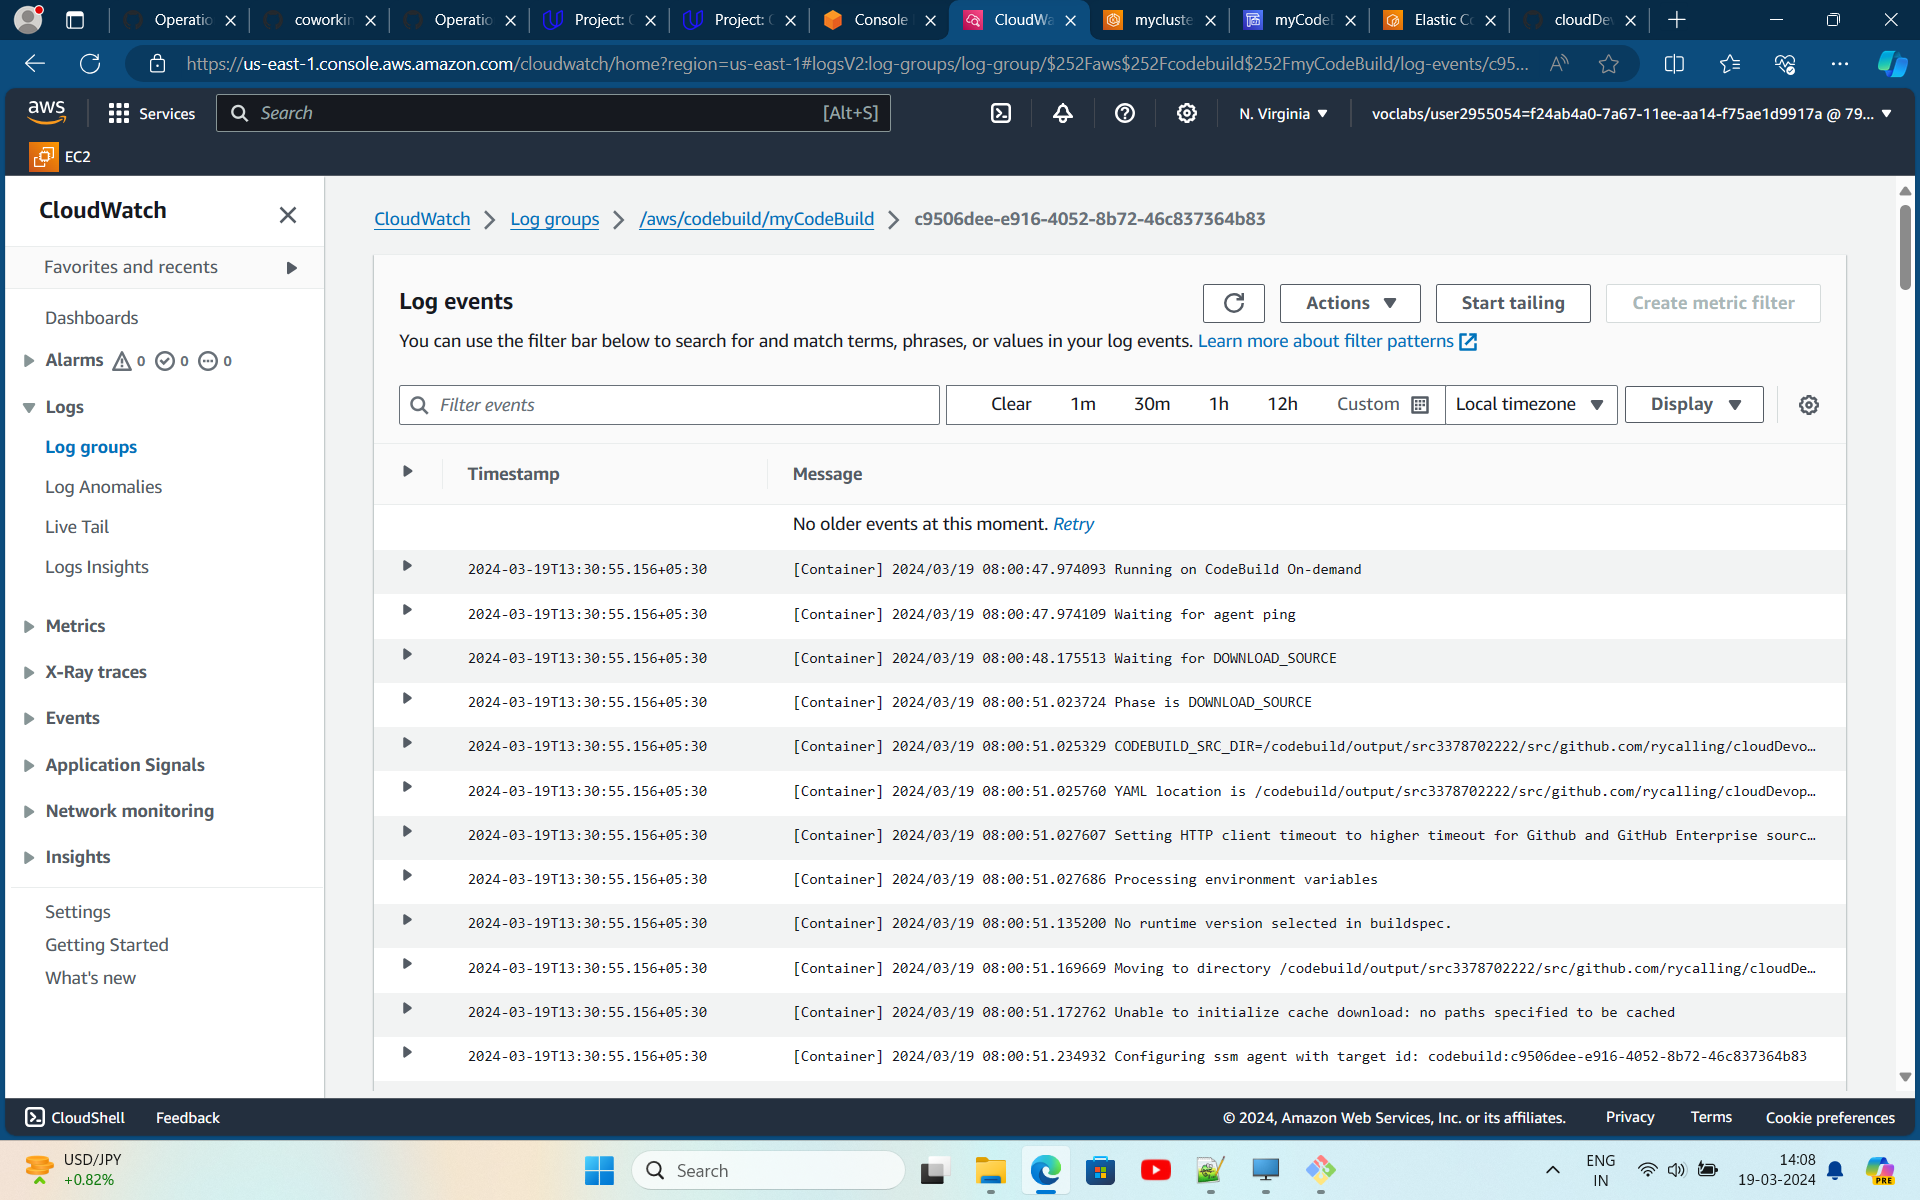 Operatio
coworkin
Operatio
Project: 
Project: 
Console
CloudWa
mycluste
myCodeB
Elastic Co
cloudDev
https://us-east-1.console.aws.amazon.com/cloudwatch/home?region=us-east-1#logsV2:log-groups/log-group/$252Faws$252Fcodebuild$252FmyCodeBuild/log-events/c95...
aws
Services
Search
[Alt+S]
N. Virginia
voclabs/user2955054=f24ab4a0-7a67-11ee-aa14-f75ae1d9917a @ 79...
EC2
CloudWatch
Favorites and recents
Dashboards
Alarms 0 0 0
Logs
Log groups
Log Anomalies
Live Tail
Logs Insights
Metrics
X-Ray traces
Events
Application Signals
Network monitoring
Insights
Settings
Getting Started
What's new
CloudWatch
Log groups
/aws/codebuild/myCodeBuild
c9506dee-e916-4052-8b72-46c837364b83
Log events
Actions
Start tailing
Create metric filter
You can use the filter bar below to search for and match terms, phrases, or values in your log events. Learn more about filter patterns
Filter events
Clear
1m
30m
1h
12h
Custom
Local timezone
Display
Timestamp
Message
No older events at this moment. Retry
2024-03-19T13:30:55.156+05:30 [Container] 2024/03/19 08:00:47.974093 Running on CodeBuild On-demand
2024-03-19T13:30:55.156+05:30 [Container] 2024/03/19 08:00:47.974109 Waiting for agent ping
2024-03-19T13:30:55.156+05:30 [Container] 2024/03/19 08:00:48.175513 Waiting for DOWNLOAD_SOURCE
2024-03-19T13:30:55.156+05:30 [Container] 2024/03/19 08:00:51.023724 Phase is DOWNLOAD_SOURCE
2024-03-19T13:30:55.156+05:30 [Container] 2024/03/19 08:00:51.025329 CODEBUILD_SRC_DIR=/codebuild/output/src3378702222/src/github.com/rycalling/cloudDevo…
2024-03-19T13:30:55.156+05:30 [Container] 2024/03/19 08:00:51.025760 YAML location is /codebuild/output/src3378702222/src/github.com/rycalling/cloudDevop…
2024-03-19T13:30:55.156+05:30 [Container] 2024/03/19 08:00:51.027607 Setting HTTP client timeout to higher timeout for Github and GitHub Enterprise sourc…
2024-03-19T13:30:55.156+05:30 [Container] 2024/03/19 08:00:51.027686 Processing environment variables
2024-03-19T13:30:55.156+05:30 [Container] 2024/03/19 08:00:51.135200 No runtime version selected in buildspec.
2024-03-19T13:30:55.156+05:30 [Container] 2024/03/19 08:00:51.169669 Moving to directory /codebuild/output/src3378702222/src/github.com/rycalling/cloudDe…
2024-03-19T13:30:55.156+05:30 [Container] 2024/03/19 08:00:51.172762 Unable to initialize cache download: no paths specified to be cached
2024-03-19T13:30:55.156+05:30 [Container] 2024/03/19 08:00:51.234932 Configuring ssm agent with target id: codebuild:c9506dee-e916-4052-8b72-46c837364b83
CloudShell
Feedback
© 2024, Amazon Web Services, Inc. or its affiliates.
Privacy
Terms
Cookie preferences
USD/JPY
+0.82%
Search
ENG
IN
14:08
19-03-2024
PRE